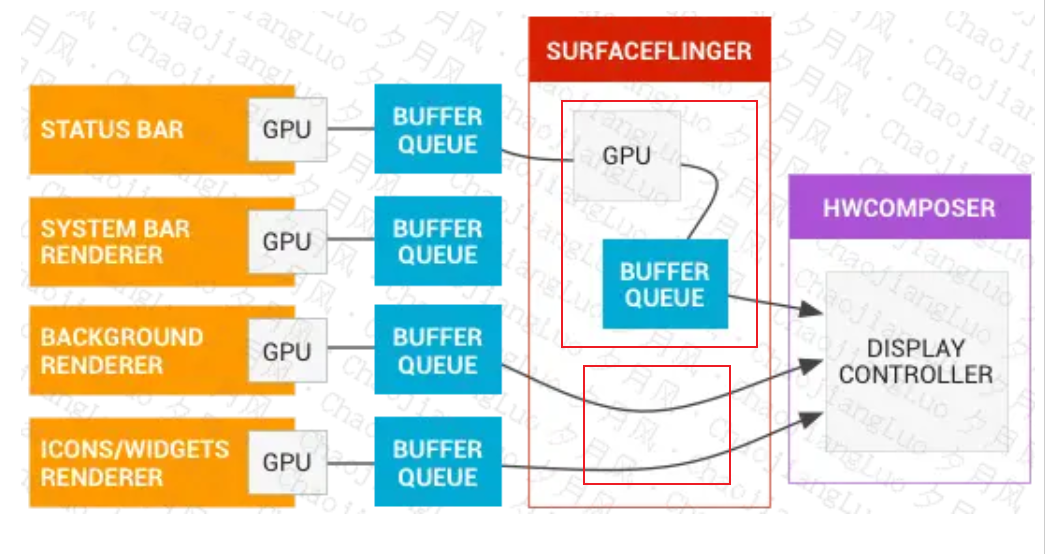 SURFACEFLINGER
STATUS BAR
GPU
BUFFER
QUEUE
GPU
SYSTEM BAR
RENDERER
GPU
BUFFER
QUEUE
HWCOMPOSER
BUFFER
QUEUE
BACKGROUND
RENDERER
GPU
BUFFER
QUEUE
DISPLAY
CONTROLLER
ICONS/WIDGETS
RENDERER
GPU
BUFFER
QUEUE
夕月风·ChaojiangLuo